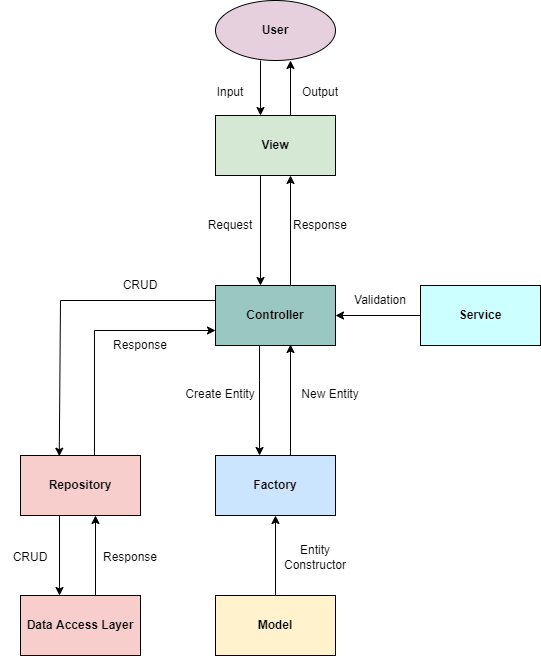 User
Input
Output
View
Request
Response
CRUD
Validation
Controller
Service
Response
Create Entity
New Entity
Repository
Factory
CRUD
Response
Entity
Constructor
Data Access Layer
Model